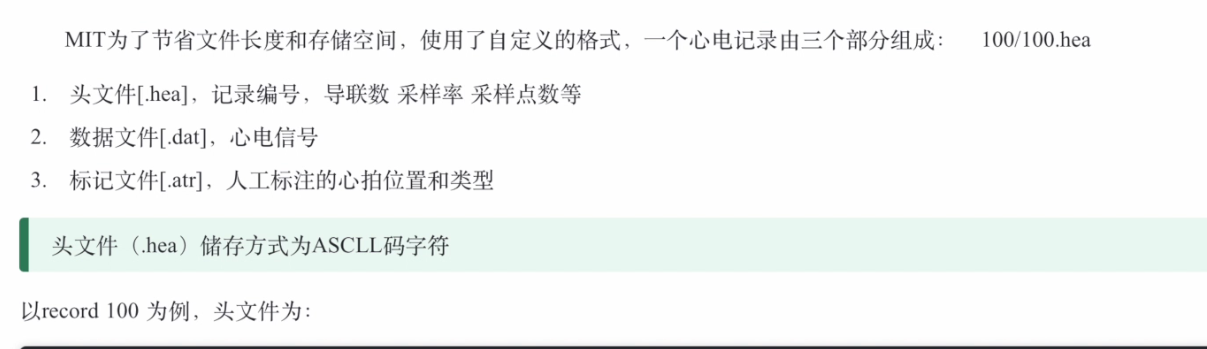 MIT为了节省文件长度和存储空间，使用了自定义的格式，一个心电记录由三个部分组成： 100/100.hea
1. 头文件[.hea]，记录编号，导联数 采样率 采样点数等
2. 数据文件[.dat]，心电信号
3. 标记文件[.atr]，人工标注的心拍位置和类型
头文件（.hea）储存方式为ASCLL码字符
以record 100 为例，头文件为：